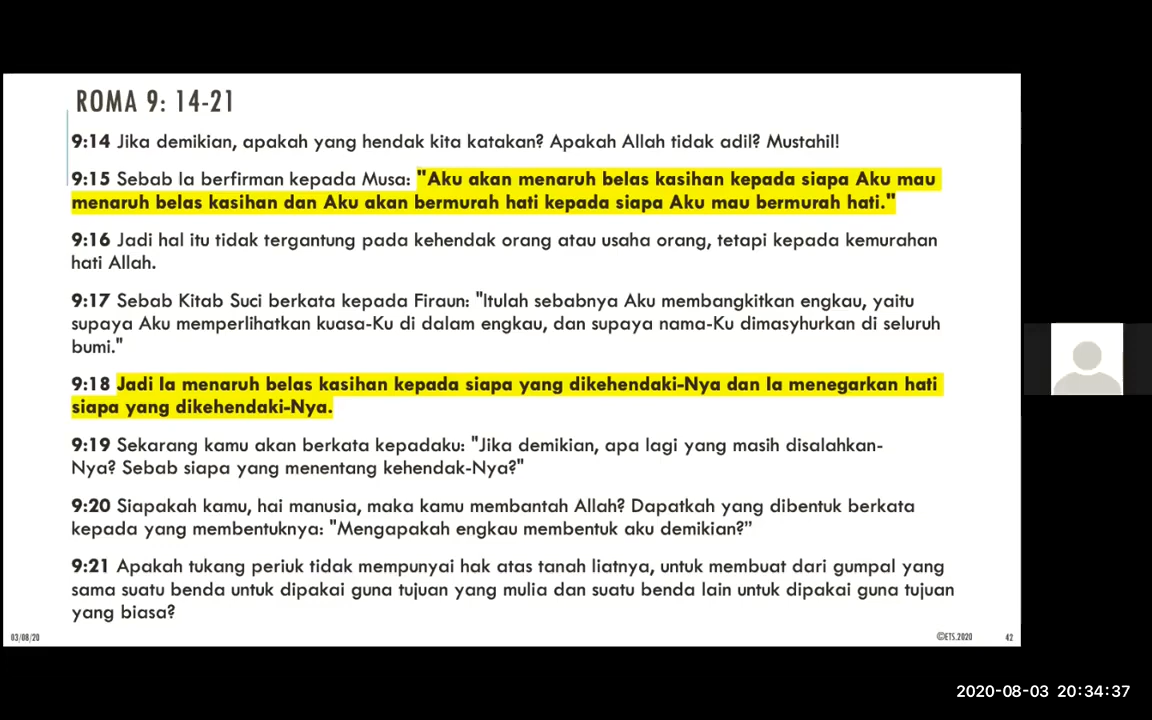 ROMA 9: 14-21
9:14 Jika demikian, apakah yang hendak kita katakan? Apakah Allah tidak adil? Mustahil!
9:15 Sebab Ia berfirman kepada Musa: "Aku akan menaruh belas kasihan kepada siapa Aku mau
menaruh belas kasihan dan Aku akan bermurah hati kepada siapa Aku mau bermurah hati."
9:16 Jadi hal itu tidak tergantung pada kehendak orang atau usaha orang, tetapi kepada kemurahan
hati Allah.
9:17 Sebab Kitab Suci berkata kepada Firaun: "Itulah sebabnya Aku membangkitkan engkau, yaitu
supaya Aku memperlihatkan kuasa-Ku di dalam engkau, dan supaya nama-Ku dimasyhurkan di seluruh
bumi."
9:18 Jadi Ia menaruh belas kasihan kepada siapa yang dikehendaki-Nya dan Ia menegarkan hati
siapa yang dikehendaki-Nya.
9:19 Sekarang kamu akan berkata kepadaku: "Jika demikian, apa lagi yang masih disalahkan-
Nya? Sebab siapa yang menentang kehendak-Nya?"
9:20 Siapakah kamu, hai manusia, maka kamu membantah Allah? Dapatkah yang dibentuk berkata
kepada yang membentuknya: "Mengapakah engkau membentuk aku demikian?”
9:21 Apakah tukang periuk tidak mempunyai hak atas tanah liatnya, untuk membuat dari gumpal yang
sama suatu benda untuk dipakai guna tujuan yang mulia dan suatu benda lain untuk dipakai guna tujuan
yang biasa?
03/08/20 ©ETS.2020 42
2020-08-03 20:34:37